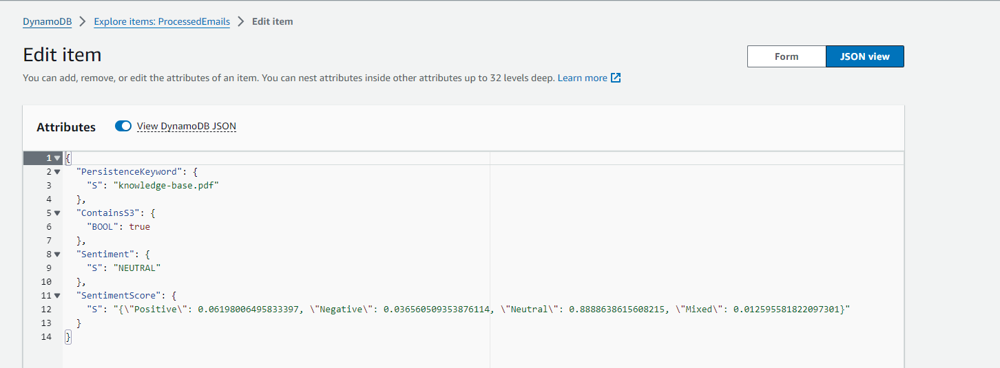 DynamoDB > Explore items: ProcessedEmails > Edit item
Edit item
Form JSON view
You can add, remove, or edit the attributes of an item. You can nest attributes inside other attributes up to 32 levels deep. Learn more
Attributes View DynamoDB JSON
1 {
2 "PersistenceKeyword": {
3 "S": "knowledge-base.pdf"
4 },
5 "ContainsS3": {
6 "BOOL": true
7 },
8 "Sentiment": {
9 "S": "NEUTRAL"
10 },
11 "SentimentScore": {
12 "S": "{\"Positive\": 0.06198006495833397, \"Negative\": 0.036560509353876114, \"Neutral\": 0.8888638615608215, \"Mixed\": 0.012595581822097301}"
13 }
14 }